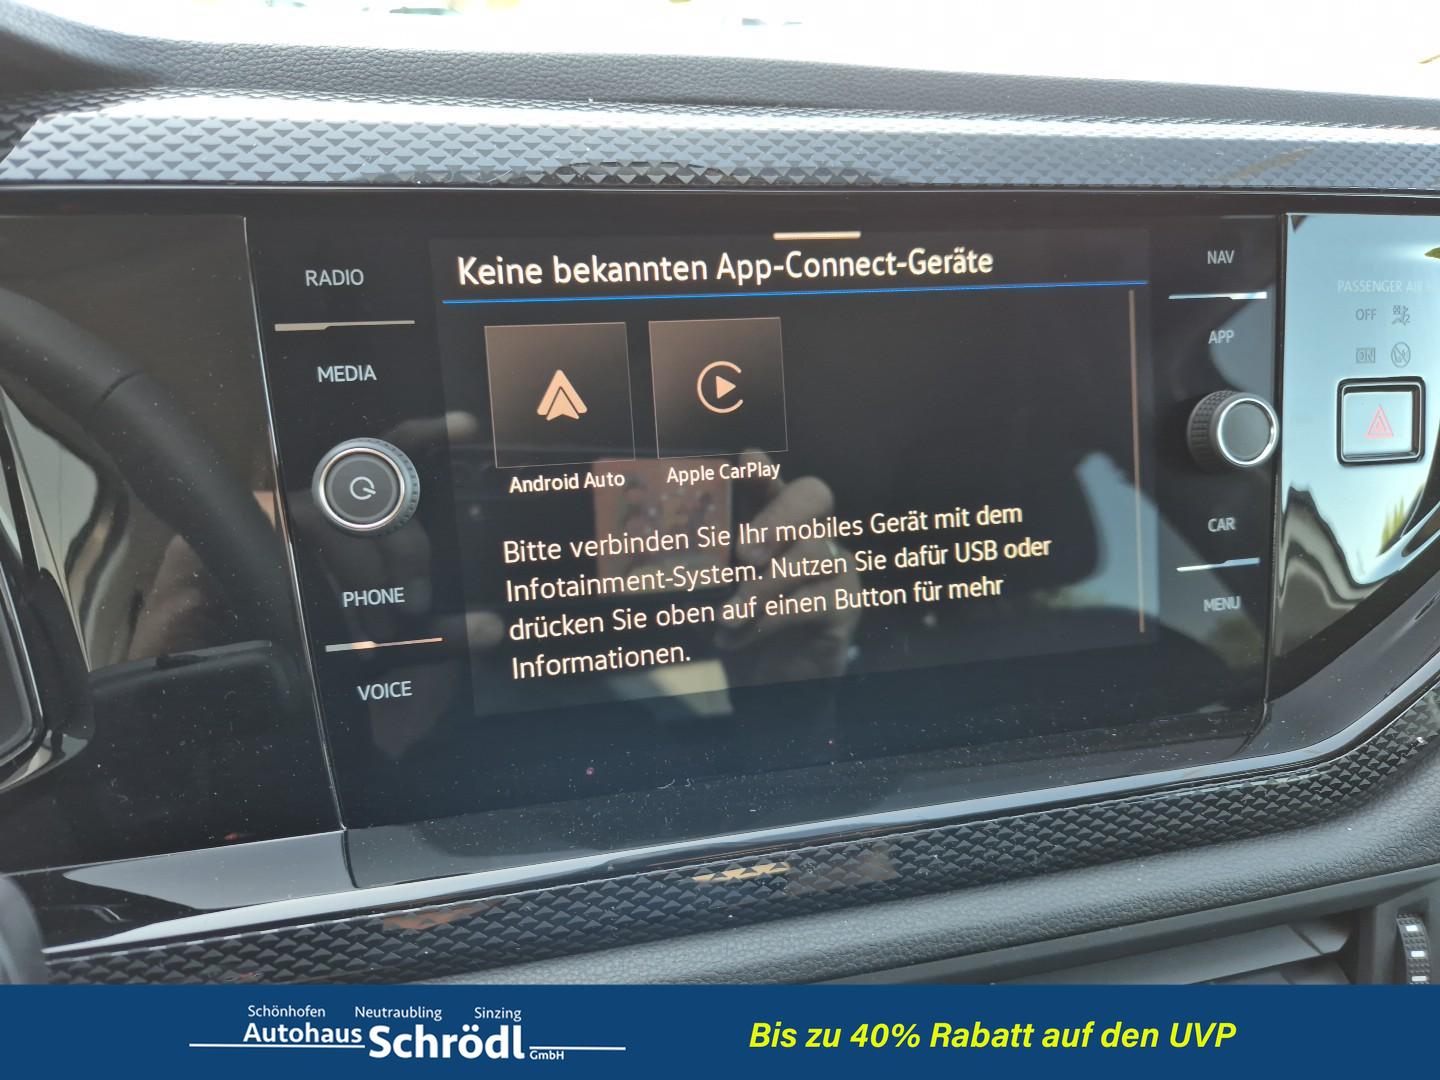 Keine bekannten App-Connect-Geräte
RADIO
MEDIA
PHONE
VOICE
Android Auto
Apple CarPlay
Bitte verbinden Sie Ihr mobiles Gerät mit dem
Infotainment-System. Nutzen Sie dafür USB oder
drücken Sie oben auf einen Button für mehr
Informationen.
NAV
APP
CAR
MENU
PASSENGER AIR
OFF
ON
Schönhofen Neutraubling Sinzing
Autohaus Schrödl GmbH
Bis zu 40% Rabatt auf den UVP